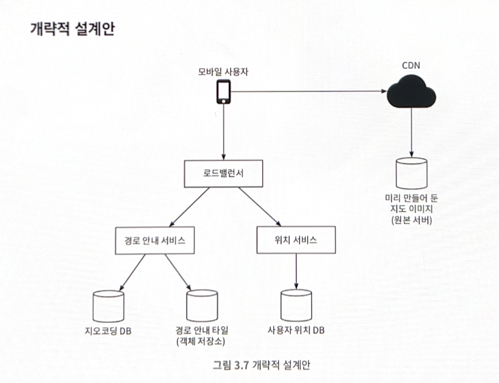 개략적 설계안
모바일 사용자
CDN
로드밸런서
미리 만들어 둔
지도 이미지
(원본 서버)
경로 안내 서비스
위치 서비스
지오코딩 DB
경로 안내 타일
(객체 저장소)
사용자 위치 DB
그림 3.7 개략적 설계안